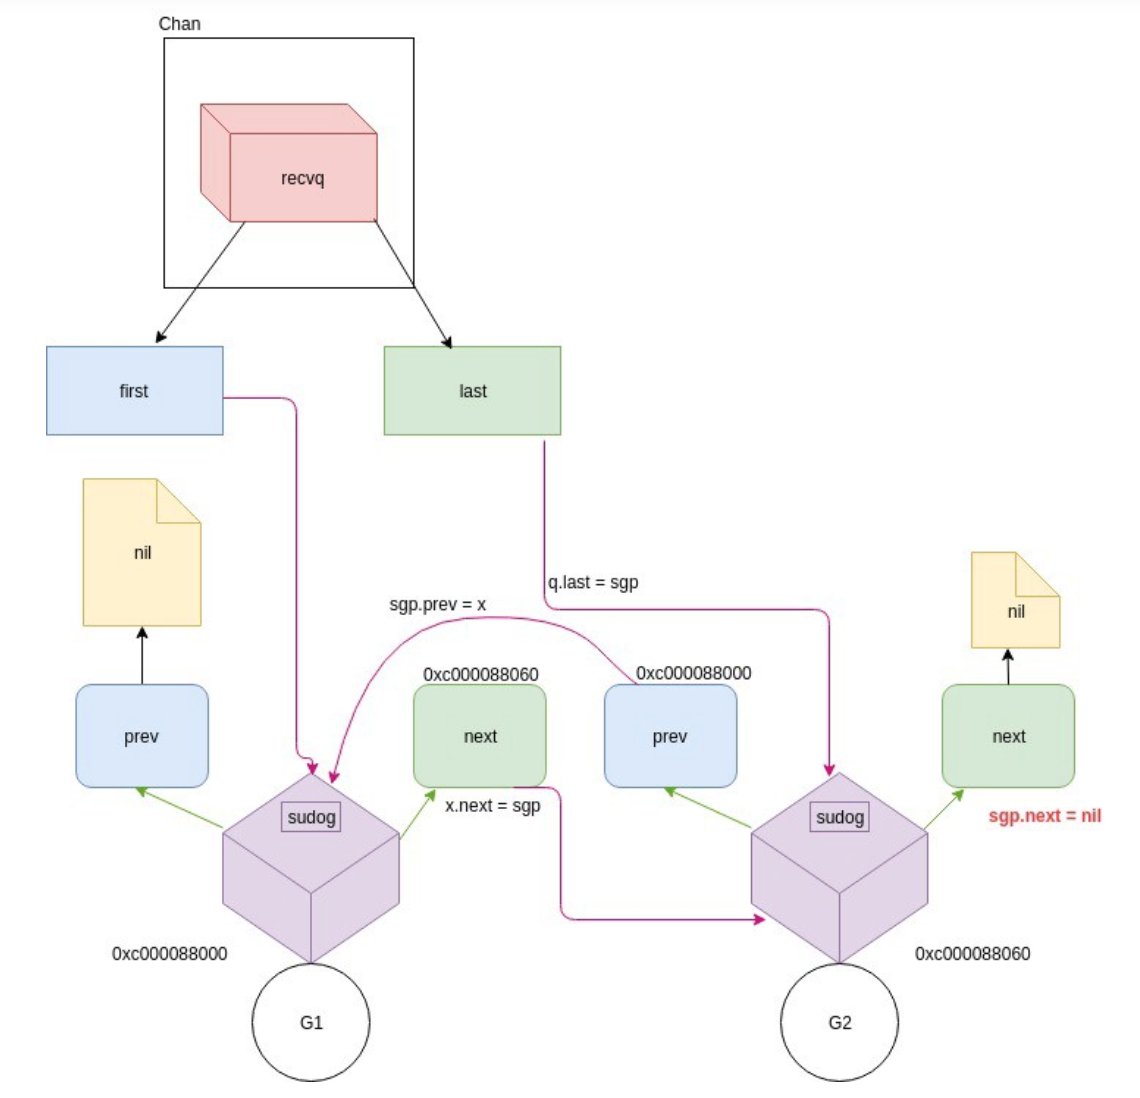 Chan
recvq
first
last
nil
q.last = sgp
sgp.prev = x
nil
0xc000088060
0xc000088000
prev
next
prev
next
x.next = sgp
sudog
sudog
sgp.next = nil
0xc000088000
0xc000088060
G1
G2